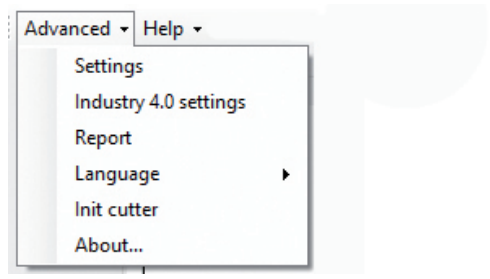 Advanced Help
Settings
Industry 4.0 settings
Report
Language
Init cutter
About...